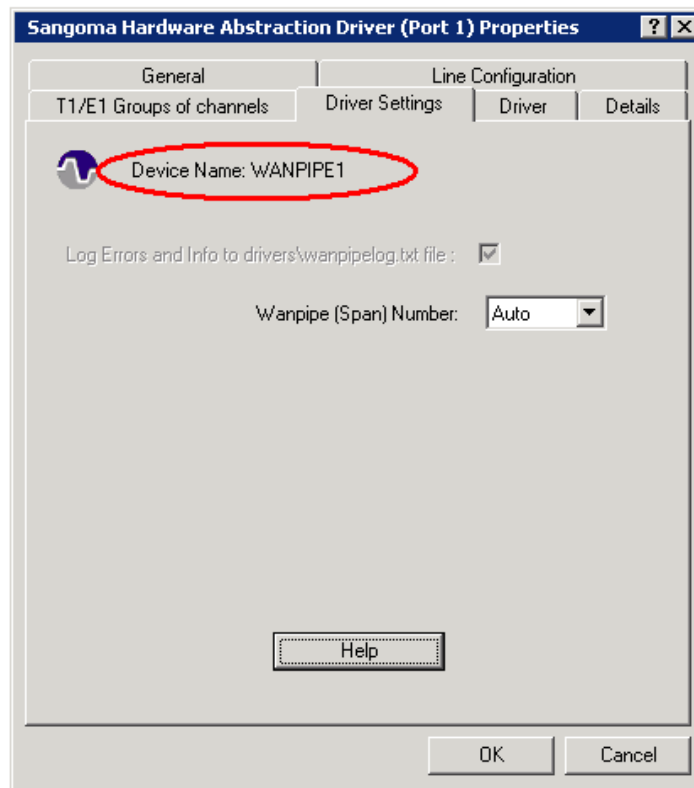 Sangoma Hardware Abstraction Driver (Port 1) Properties ? X
General Line Configuration
T1/E1 Groups of channels Driver Settings Driver Details
Device Name: WANPIPE1
Log Errors and Info to drivers\wanpipelog.txt file :
Wanpipe (Span) Number: Auto
Help
OK Cancel